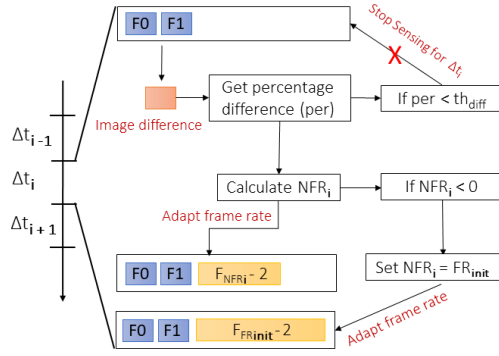 F0 F1
Stop Sensing for Δti
X
Get percentage
difference (per)
If per < thdiff
Image difference
Δti-1
Δti
Δti+1
Calculate NFRi
If NFRi < 0
Adapt frame rate
F0 F1 FNFRi- 2
Set NFRi = FRinit
F0 F1 FFRinit- 2
Adapt frame rate